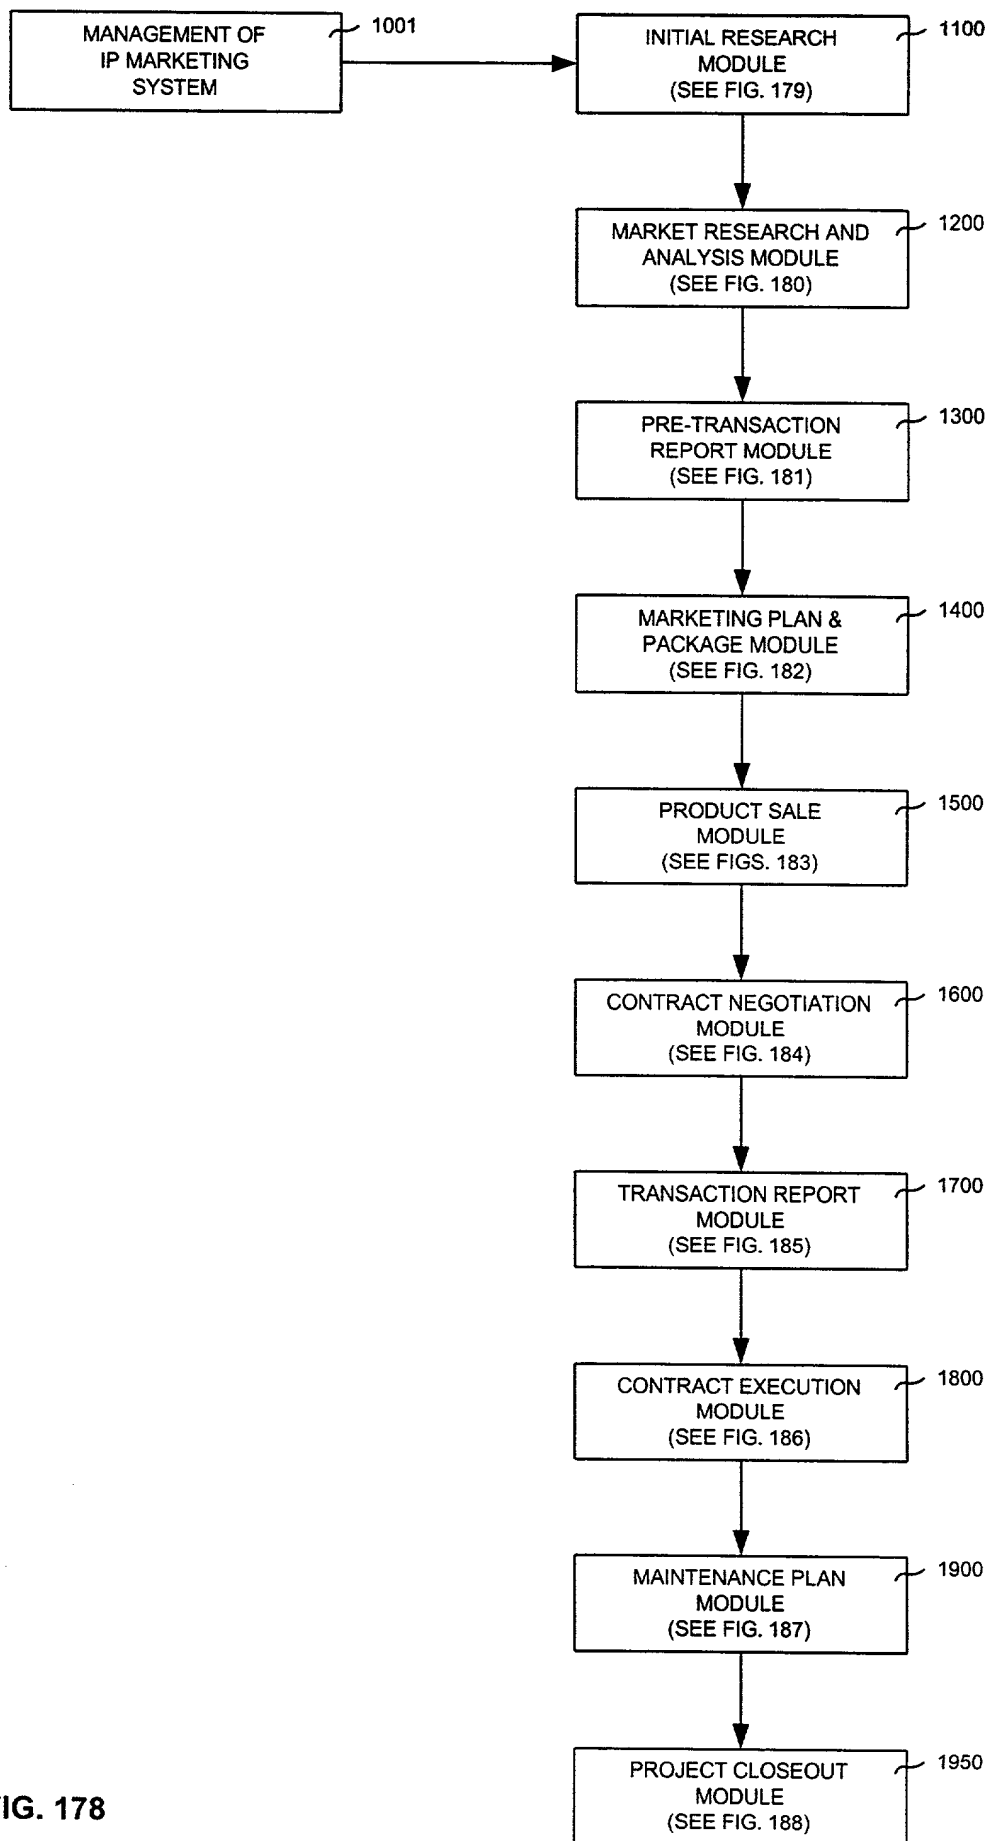 MANAGEMENT OF
IP MARKETING
SYSTEM
1001
INITIAL RESEARCH
MODULE
(SEE FIG. 179)
1100
MARKET RESEARCH AND
ANALYSIS MODULE
(SEE FIG. 180)
1200
PRE-TRANSACTION
REPORT MODULE
(SEE FIG. 181)
1300
MARKETING PLAN &
PACKAGE MODULE
(SEE FIG. 182)
1400
PRODUCT SALE
MODULE
(SEE FIGS. 183)
1500
CONTRACT NEGOTIATION
MODULE
(SEE FIG. 184)
1600
TRANSACTION REPORT
MODULE
(SEE FIG. 185)
1700
CONTRACT EXECUTION
MODULE
(SEE FIG. 186)
1800
MAINTENANCE PLAN
MODULE
(SEE FIG. 187)
1900
PROJECT CLOSEOUT
MODULE
(SEE FIG. 188)
1950
IG. 178